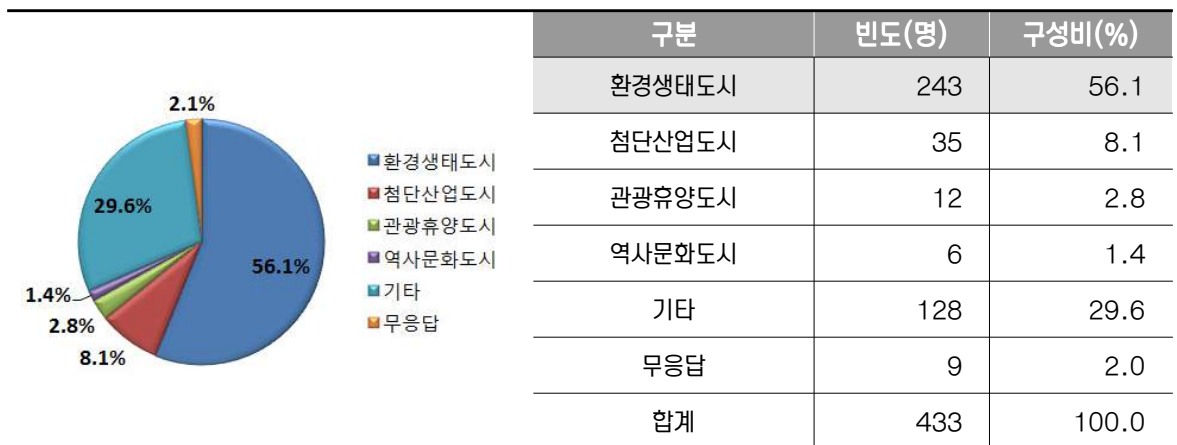 2.1%
29.6%
56.1%
1.4%
2.8%
8.1%
환경생태도시
첨단산업도시
관광휴양도시
역사문화도시
기타
무응답
구분 빈도(명) 구성비(%)
환경생태도시 243 56.1
첨단산업도시 35 8.1
관광휴양도시 12 2.8
역사문화도시 6 1.4
기타 128 29.6
무응답 9 2.0
합계 433 100.0